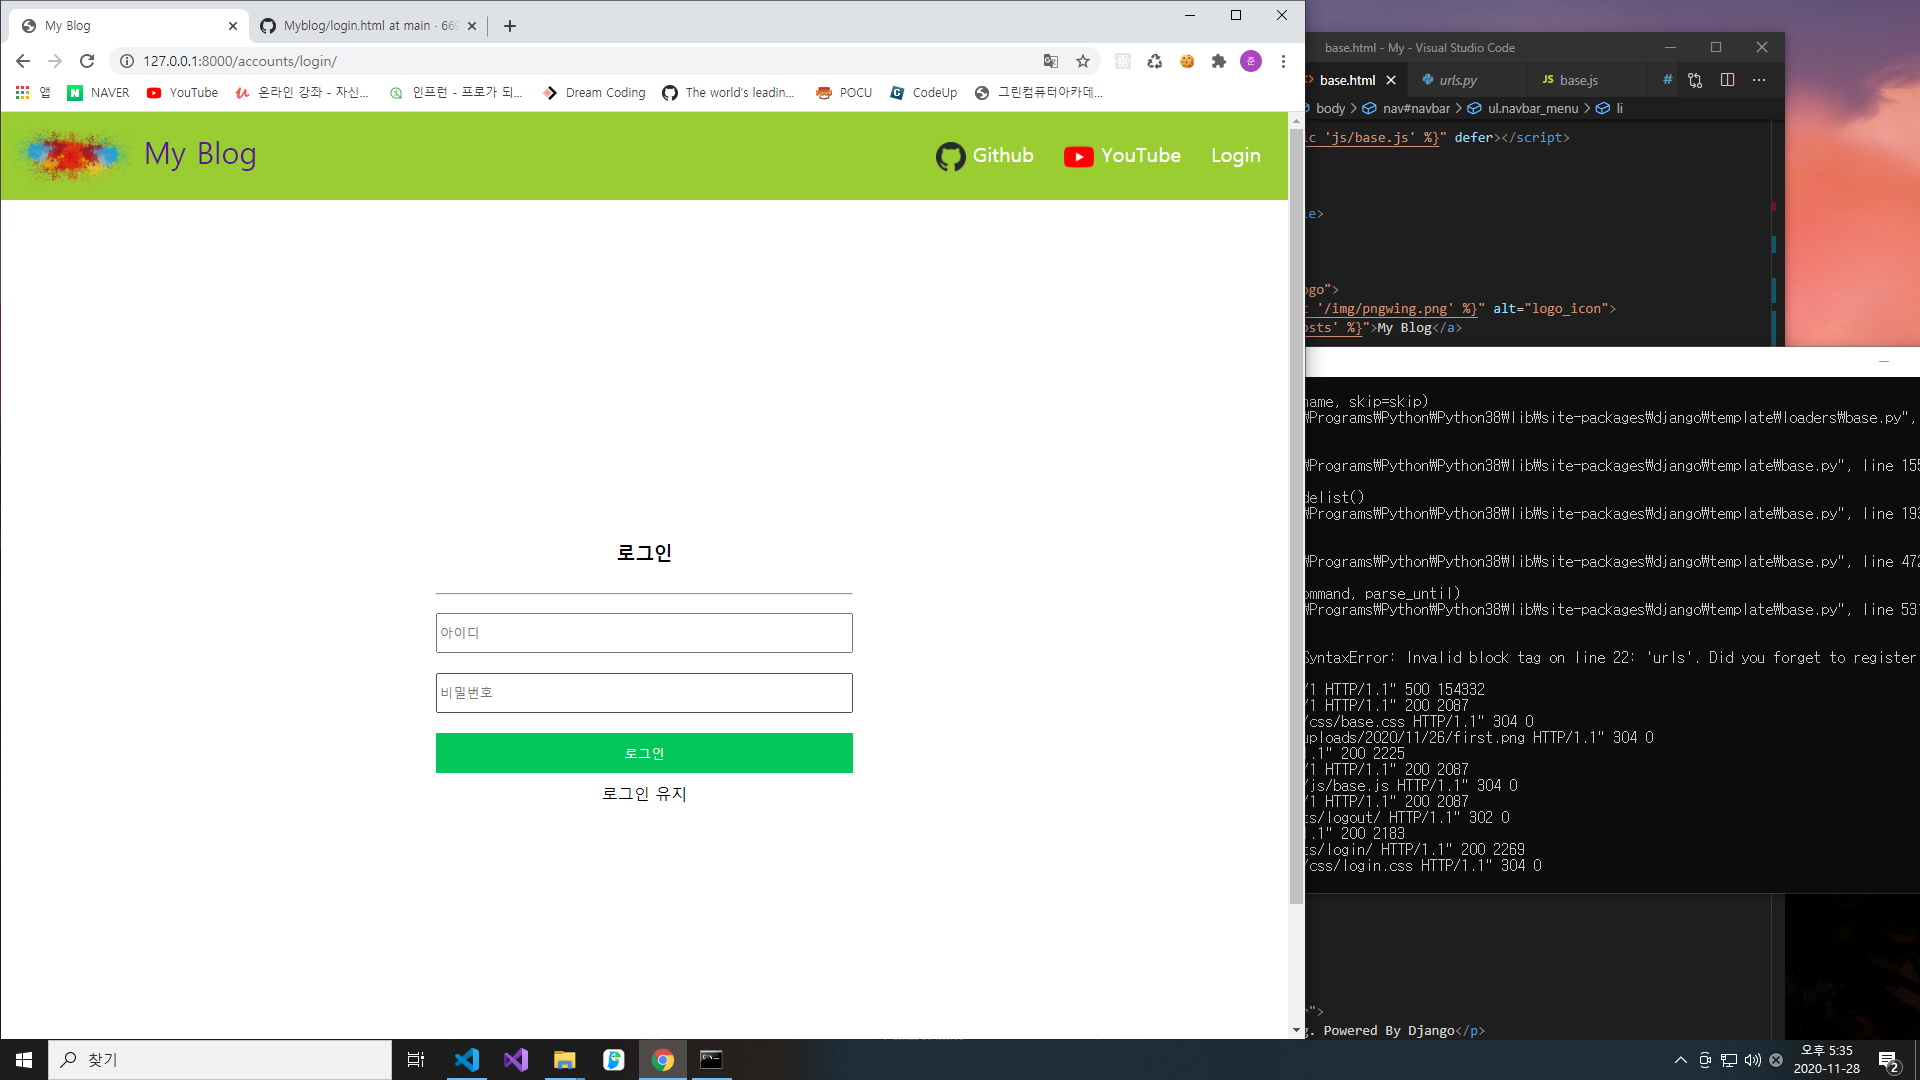 My Blog
Myblog/login.html at main · 669
127.0.0.1:8000/accounts/login/
준
앱
NAVER
YouTube
온라인 강좌 - 자신...
인프런 - 프로가 되...
Dream Coding
The world's leadin...
POCU
CodeUp
그린컴퓨터아카데...
My Blog
Github
YouTube
Login
로그인
아이디
비밀번호
로그인
로그인 유지
base.html - My - Visual Studio Code
base.html
urls.py
JS base.js
#
body > nav#navbar > ul.navbar_menu > li
ic 'js/base.js' %}" defer></script>
le>
ogo">
'/img/pngwing.png' %}" alt="logo_icon">
osts' %}">My Blog</a>
name, skip=skip)
₩Programs₩Python₩Python38₩lib₩site-packages₩django₩template₩loaders₩base.py",
₩Programs₩Python₩Python38₩lib₩site-packages₩django₩template₩base.py", line 155
delist()
₩Programs₩Python₩Python38₩lib₩site-packages₩django₩template₩base.py", line 193
₩Programs₩Python₩Python38₩lib₩site-packages₩django₩template₩base.py", line 472
ommand, parse_until)
₩Programs₩Python₩Python38₩lib₩site-packages₩django₩template₩base.py", line 531
SyntaxError: Invalid block tag on line 22: 'urls'. Did you forget to register
/1 HTTP/1.1" 500 154332
/1 HTTP/1.1" 200 2087
/css/base.css HTTP/1.1" 304 0
uploads/2020/11/26/first.png HTTP/1.1" 304 0
.1" 200 2225
/1 HTTP/1.1" 200 2087
/js/base.js HTTP/1.1" 304 0
/1 HTTP/1.1" 200 2087
ts/logout/ HTTP/1.1" 302 0
.1" 200 2183
ts/login/ HTTP/1.1" 200 2269
/css/login.css HTTP/1.1" 304 0
">
g. Powered By Django</p>
찾기
오후 5:35
2020-11-28
2